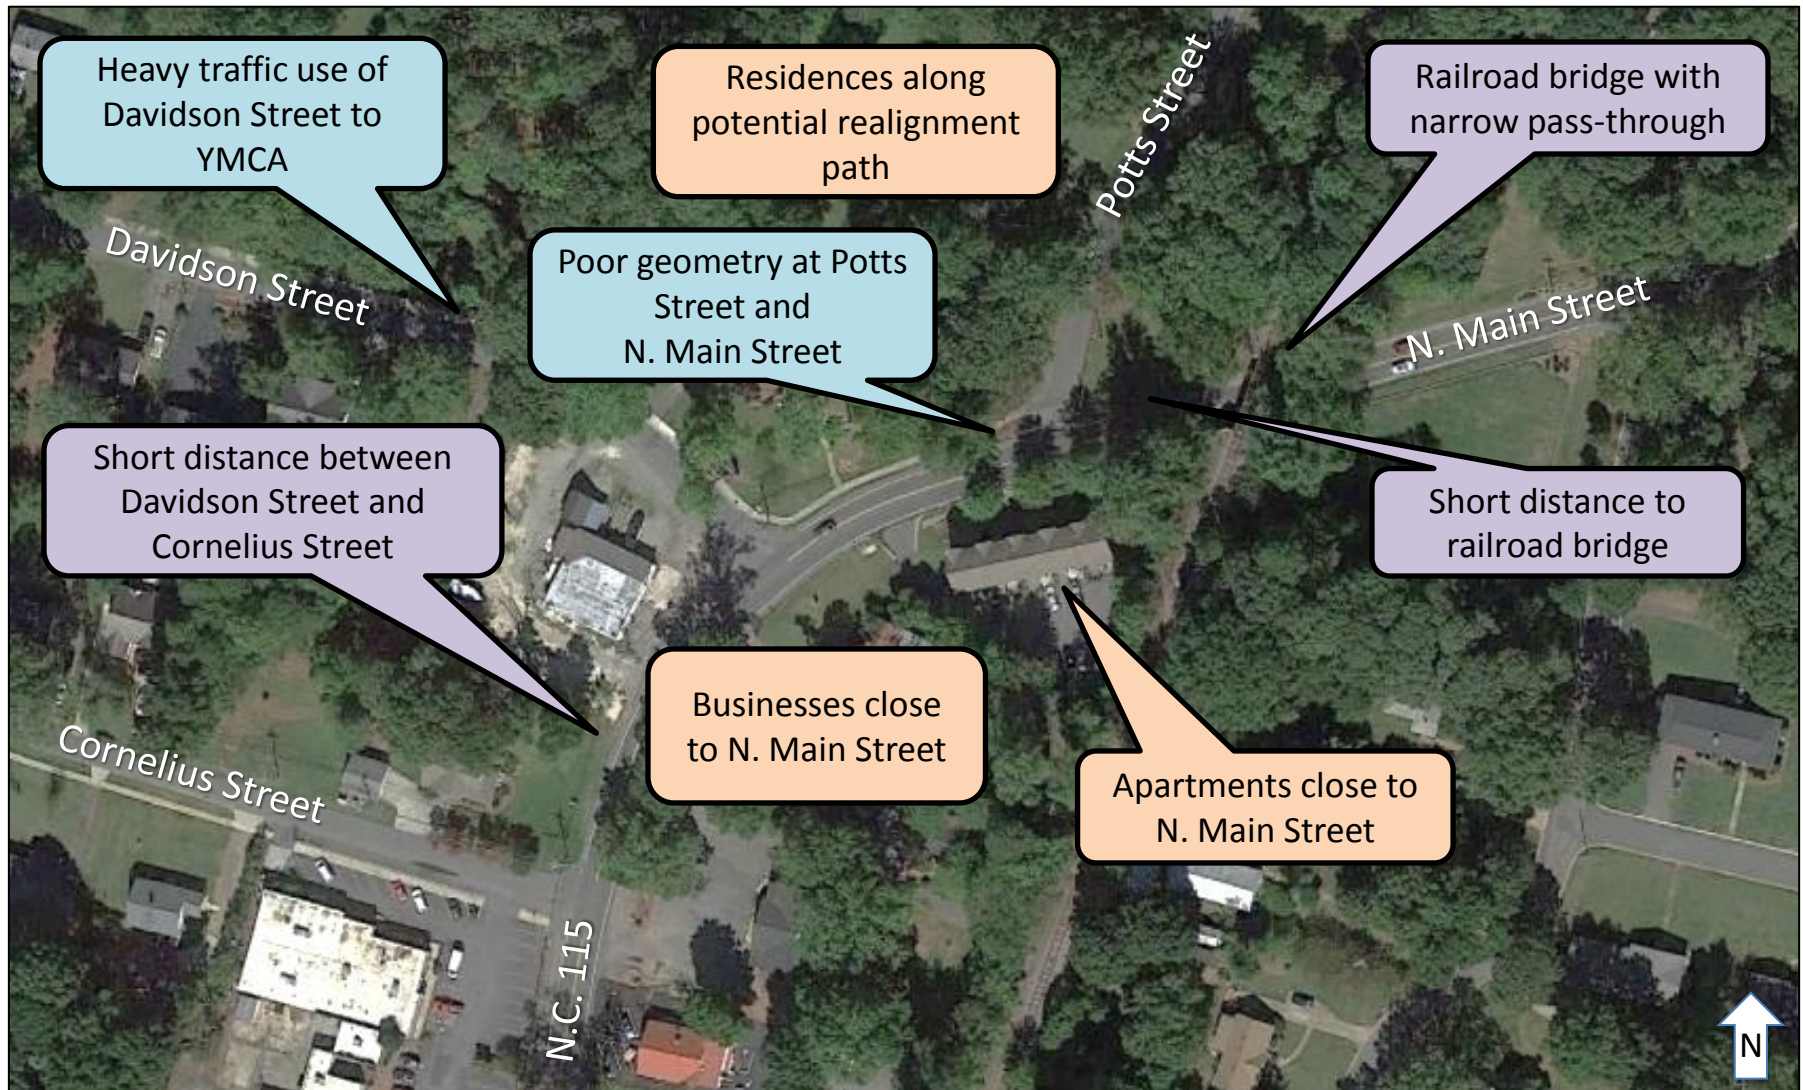 Heavy traffic use of
Davidson Street to
YMCA
Residences along
potential realignment
path
Potts Street
Railroad bridge with
narrow pass-through
Davidson Street
Poor geometry at Potts
Street and
N. Main Street
N. Main Street
Short distance between
Davidson Street and
Cornelius Street
Short distance to
railroad bridge
Businesses close
to N. Main Street
Cornelius Street
Apartments close to
N. Main Street
N.C. 115
N